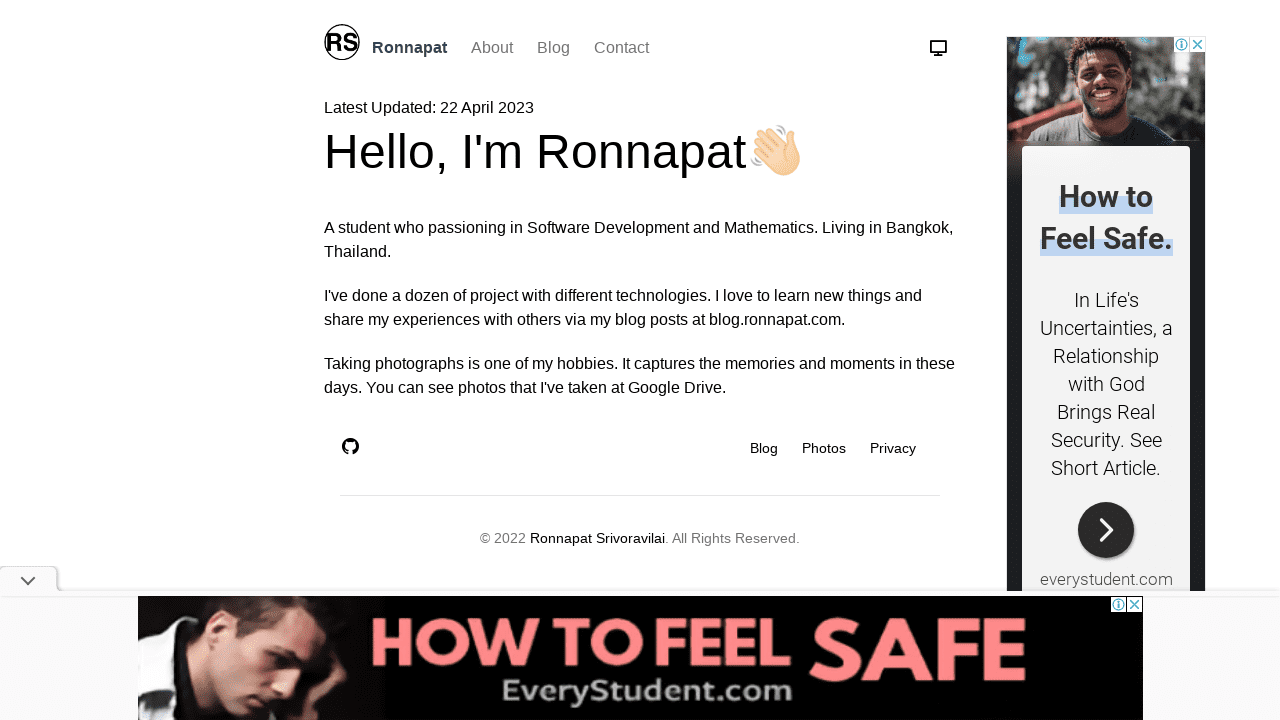 RS
Ronnapat About Blog Contact
Latest Updated: 22 April 2023
Hello, I'm Ronnapat
A student who passioning in Software Development and Mathematics. Living in Bangkok,
Thailand.
I've done a dozen of project with different technologies. I love to learn new things and
share my experiences with others via my blog posts at blog.ronnapat.com.
Taking photographs is one of my hobbies. It captures the memories and moments in these
days. You can see photos that I've taken at Google Drive.
Blog Photos Privacy
© 2022 Ronnapat Srivoravilai. All Rights Reserved.
How to
Feel Safe.
In Life's
Uncertainties, a
Relationship
with God
Brings Real
Security. See
Short Article.
everystudent.com
HOW TO FEEL SAFE
EveryStudent.com